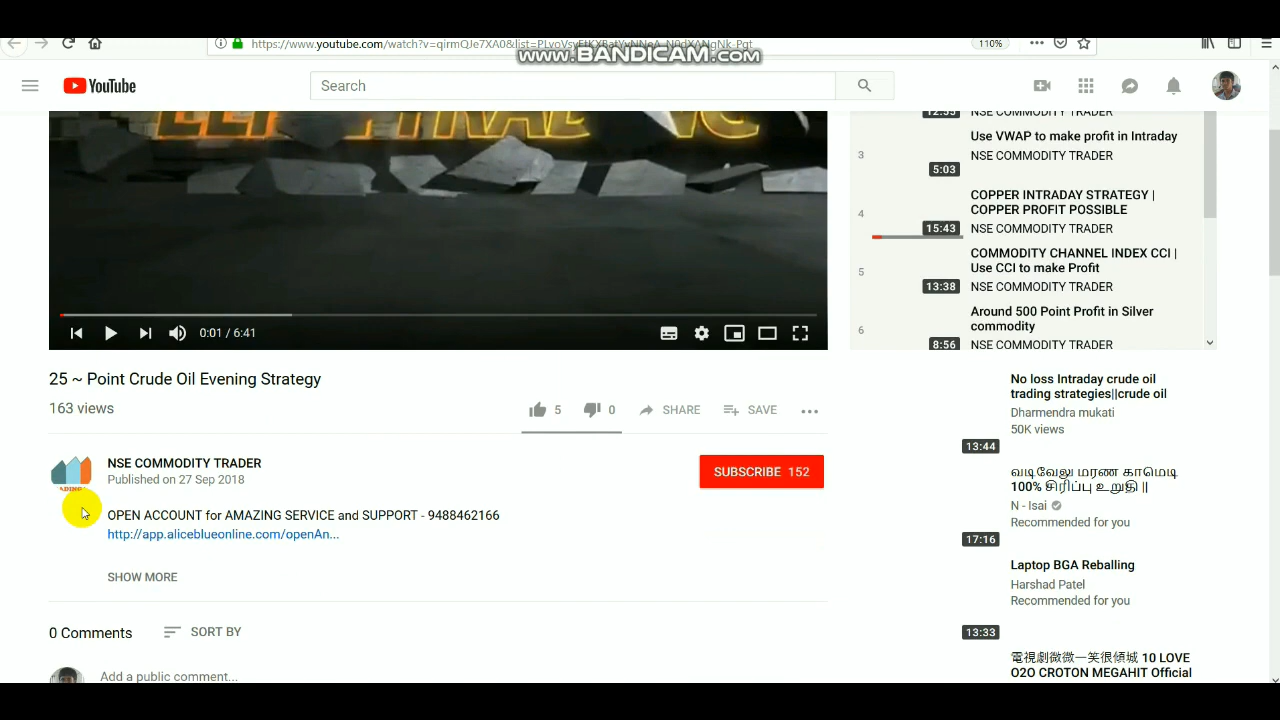 https://www.youtube.com/watch?v=qirmQJe7XA0&list=
110%
www.BANDICAM.com
YouTube
Search
0:01 / 6:41
25 ~ Point Crude Oil Evening Strategy
163 views
5
0
SHARE
SAVE
NSE COMMODITY TRADER
Published on 27 Sep 2018
SUBSCRIBE 152
OPEN ACCOUNT for AMAZING SERVICE and SUPPORT - 9488462166
http://app.aliceblueonline.com/openAn...
SHOW MORE
0 Comments
SORT BY
Add a public comment...
12:55
NSE COMMODITY TRADER
3
Use VWAP to make profit in Intraday
NSE COMMODITY TRADER
5:03
4
COPPER INTRADAY STRATEGY |
COPPER PROFIT POSSIBLE
NSE COMMODITY TRADER
15:43
5
COMMODITY CHANNEL INDEX CCI |
Use CCI to make Profit
NSE COMMODITY TRADER
13:38
6
Around 500 Point Profit in Silver
commodity
NSE COMMODITY TRADER
8:56
No loss Intraday crude oil
trading strategies||crude oil
Dharmendra mukati
50K views
13:44
வடிவேலு மரண காமெடி
100% சிரிப்பு உறுதி ||
N - Isai
Recommended for you
17:16
Laptop BGA Reballing
Harshad Patel
Recommended for you
13:33
電視劇微微一笑很傾城 10 LOVE
O2O CROTON MEGAHIT Official